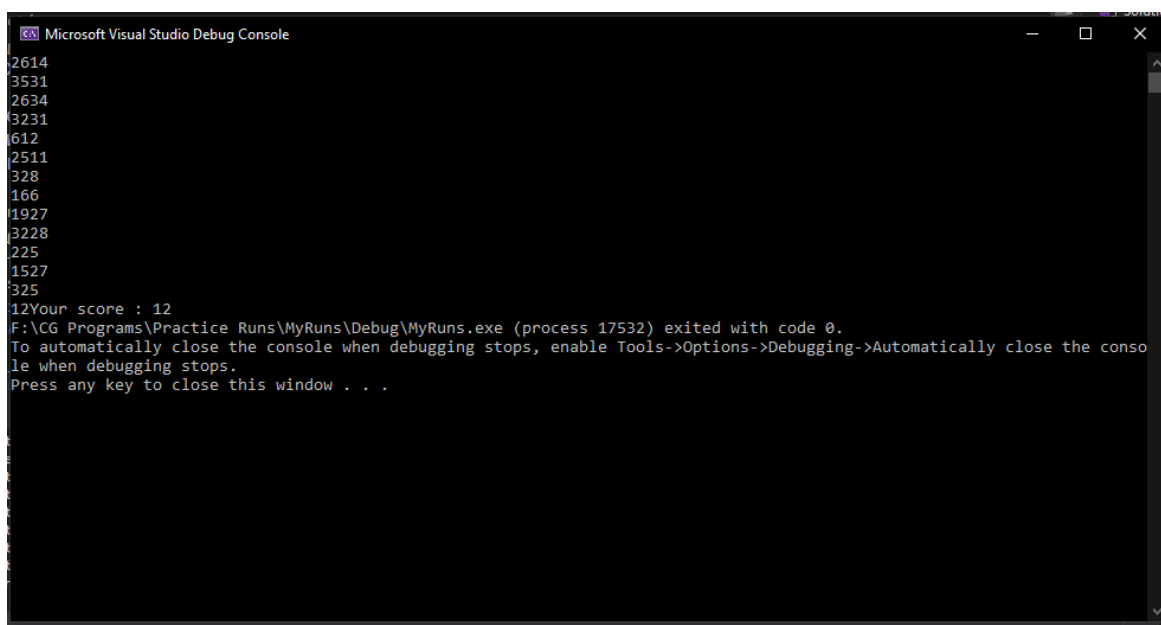 Microsoft Visual Studio Debug Console
2614
3531
2634
3231
612
2511
328
166
1927
3228
225
1527
325
12Your score : 12
F:\CG Programs\Practice Runs\MyRuns\Debug\MyRuns.exe (process 17532) exited with code 0.
To automatically close the console when debugging stops, enable Tools->Options->Debugging->Automatically close the conso
le when debugging stops.
Press any key to close this window . . .